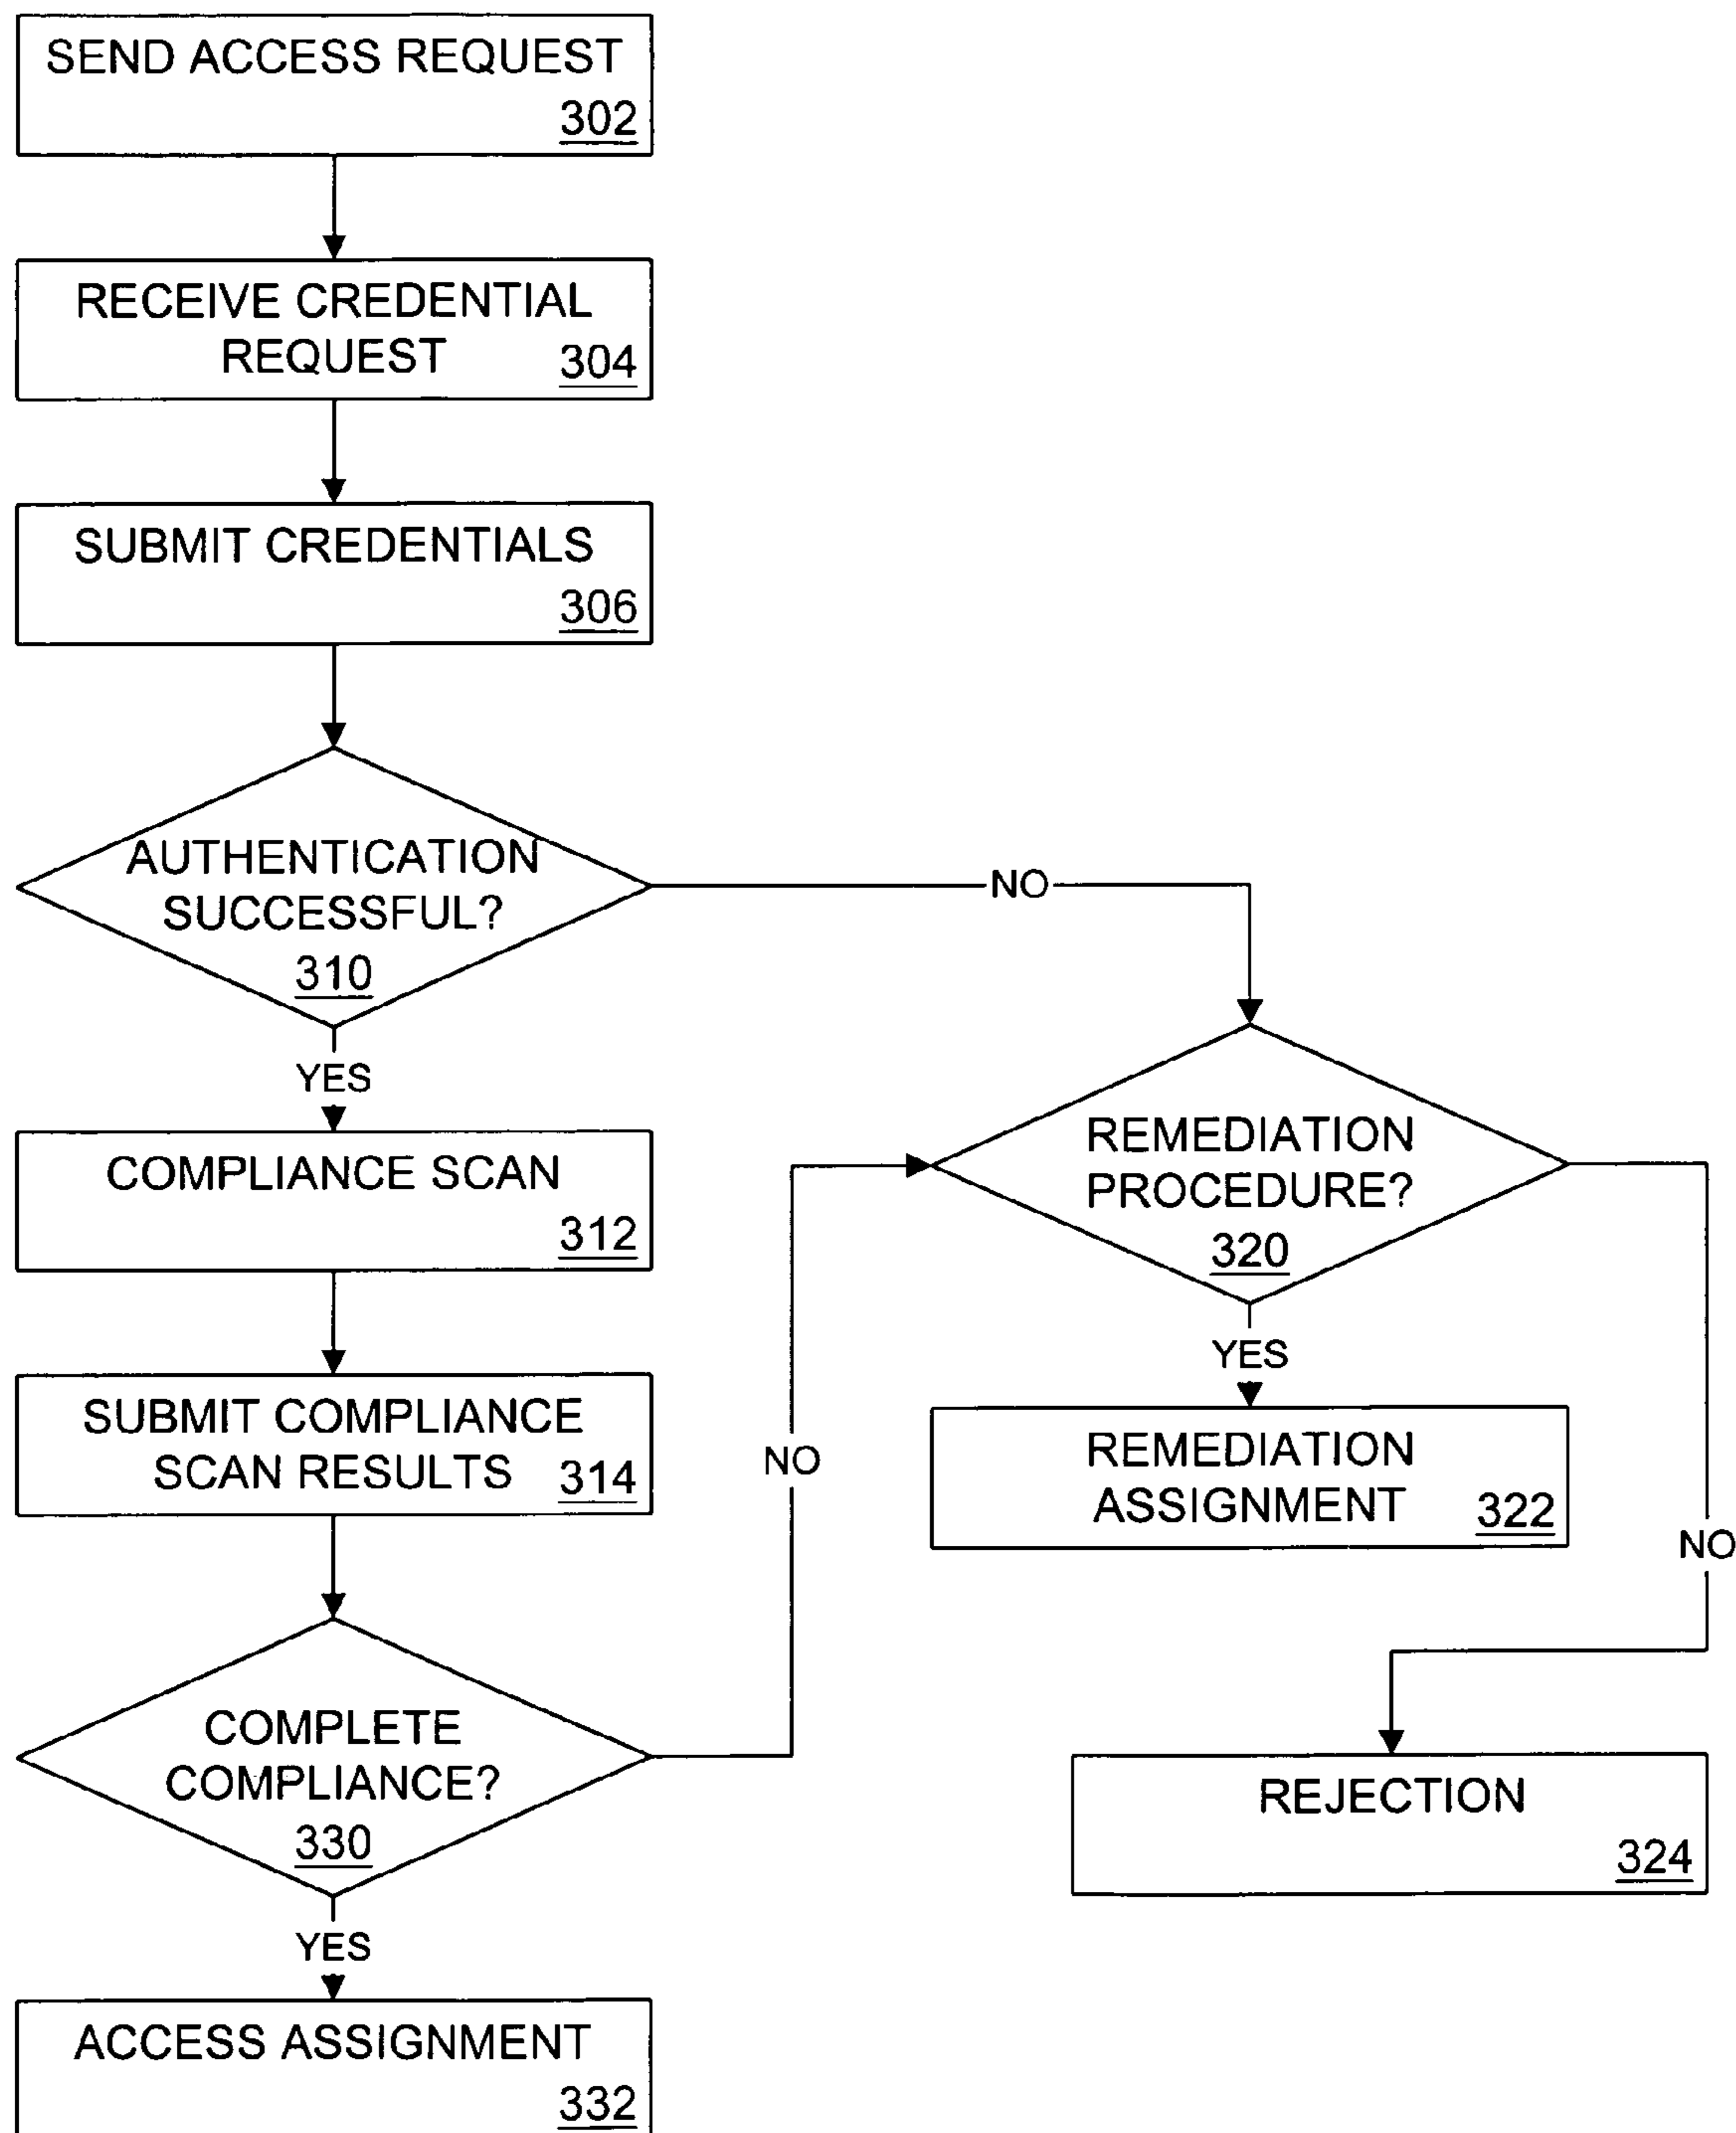 SEND ACCESS REQUEST
302
RECEIVE CREDENTIAL
REQUEST 304
SUBMIT CREDENTIALS
306
AUTHENTICATION
SUCCESSFUL?
310
NO
YES
COMPLIANCE SCAN
312
SUBMIT COMPLIANCE
SCAN RESULTS 314
COMPLETE
COMPLIANCE?
330
NO
YES
ACCESS ASSIGNMENT
332
REMEDIATION
PROCEDURE?
320
YES
REMEDIATION
ASSIGNMENT 322
NO
REJECTION
324